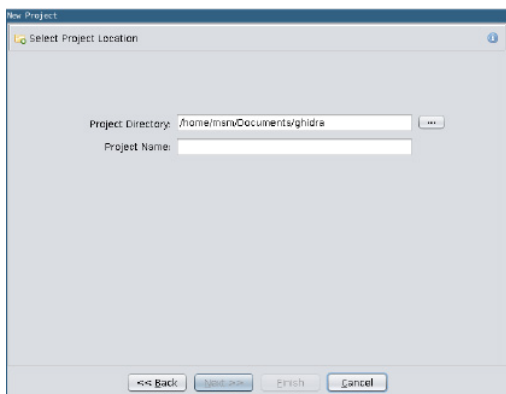 New Project
Select Project Location
Project Directory: /home/msm/Documents/ghidra
...
Project Name:
<< Back Next >> Finish Cancel